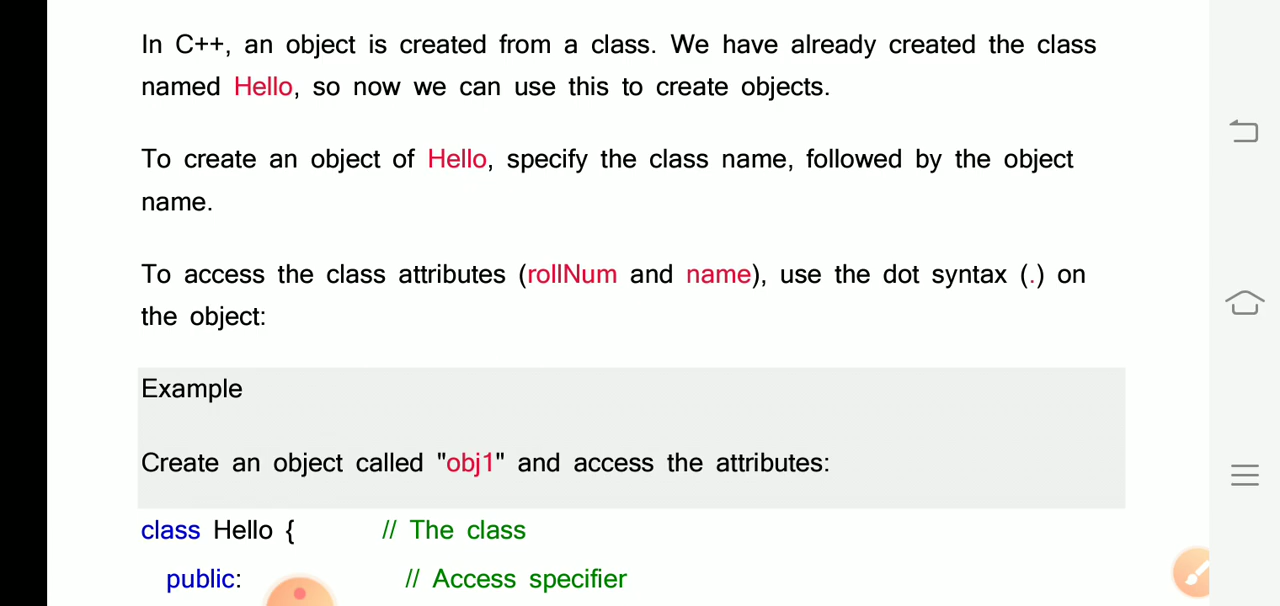 In C++, an object is created from a class. We have already created the class
named Hello, so now we can use this to create objects.
To create an object of Hello, specify the class name, followed by the object
name.
To access the class attributes (rollNum and name), use the dot syntax (.) on
the object:
Example
Create an object called "obj1" and access the attributes:
class Hello { // The class
public: // Access specifier